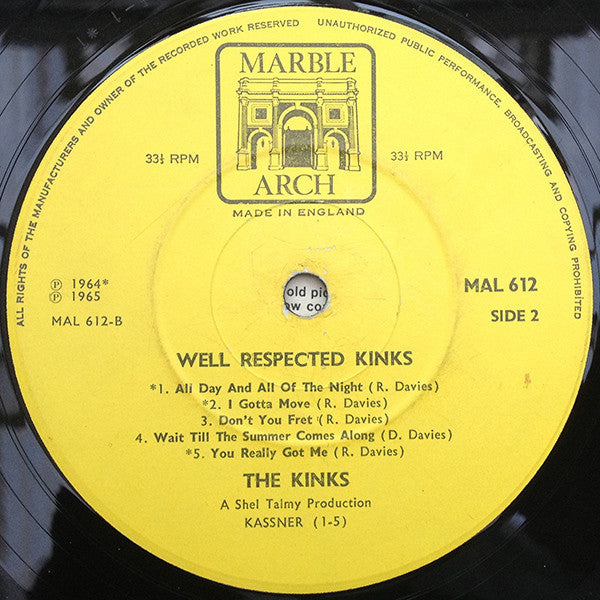 ALL RIGHTS OF THE MANUFACTURERS AND OWNER OF THE RECORDED WORK RESERVED. UNAUTHORIZED PUBLIC PERFORMANCE, BROADCASTING AND COPYING PROHIBITED
MARBLE
ARCH
33⅓ RPM 33⅓ RPM
MADE IN ENGLAND
℗ 1964*
℗ 1965
MAL 612-B
MAL 612
SIDE 2
old pie
ow co
WELL RESPECTED KINKS
*1. All Day And All Of The Night (R. Davies)
*2. I Gotta Move (R. Davies)
3. Don't You Fret (R. Davies)
4. Wait Till The Summer Comes Along (D. Davies)
*5. You Really Got Me (R. Davies)
THE KINKS
A Shel Talmy Production
KASSNER (1-5)